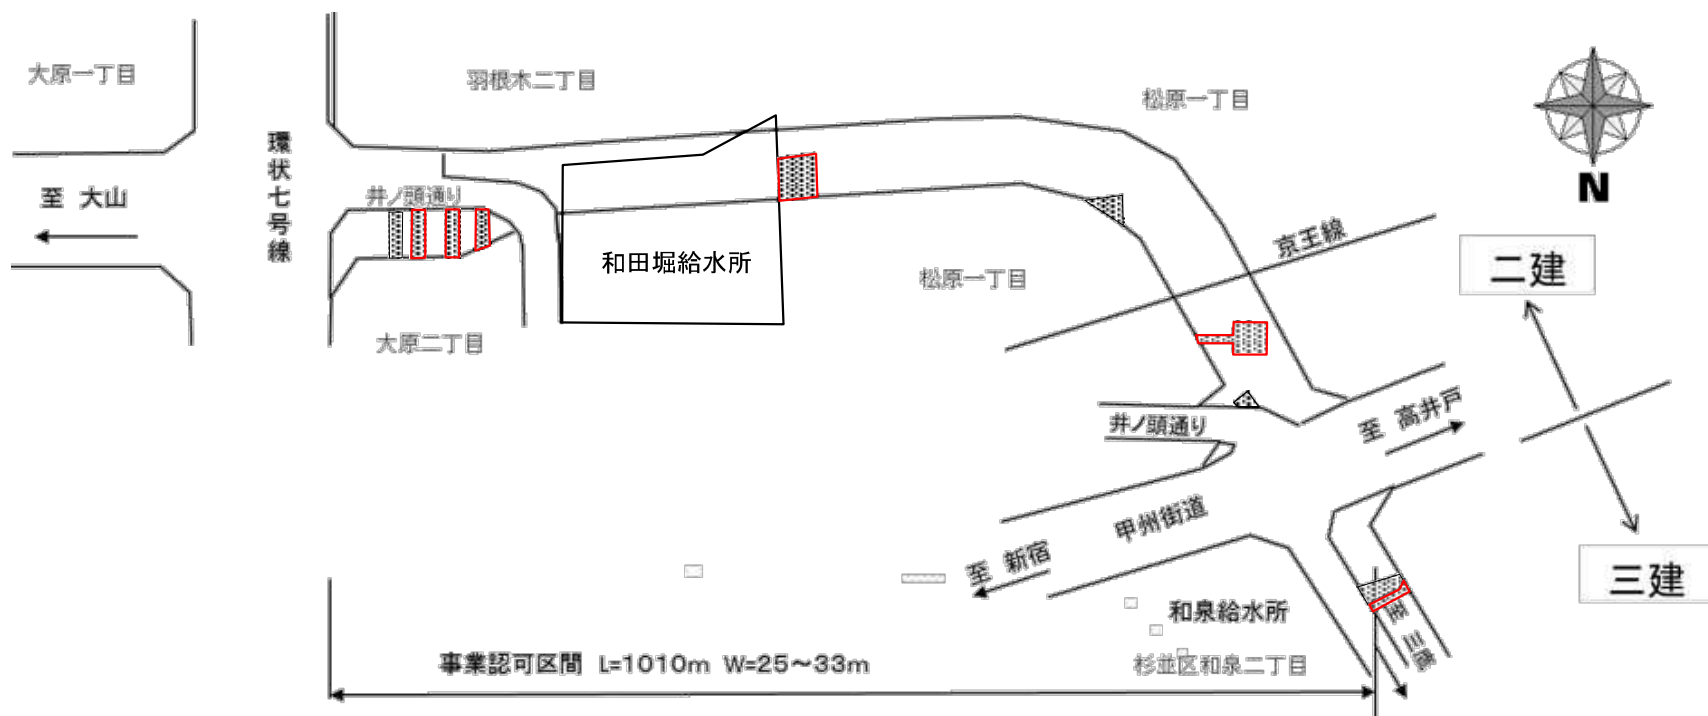 大原一丁目
羽根木二丁目
松原一丁目
環状七号線
至 大山
井ノ頭通り
和田堀給水所
松原一丁目
京王線
二建
大原二丁目
井ノ頭通り
至 高井戸
N
甲州街道
至 新宿
三建
和泉給水所
至 三鷹
杉並区和泉二丁目
事業認可区間 L=1010m W=25～33m